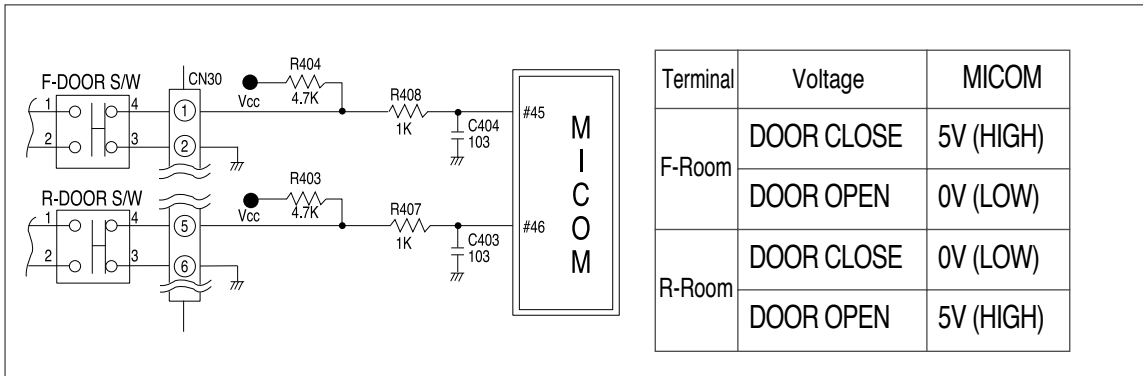 F-DOOR S/W
1
4
2
3
CN30
1
2
R404
Vcc
4.7K
R408
1K
C404
103
#45
R-DOOR S/W
1
4
2
3
5
6
R403
Vcc
4.7K
R407
1K
C403
103
#46
MICOM
Terminal Voltage MICOM
F-Room
DOOR CLOSE 5V (HIGH)
DOOR OPEN 0V (LOW)
R-Room
DOOR CLOSE 0V (LOW)
DOOR OPEN 5V (HIGH)